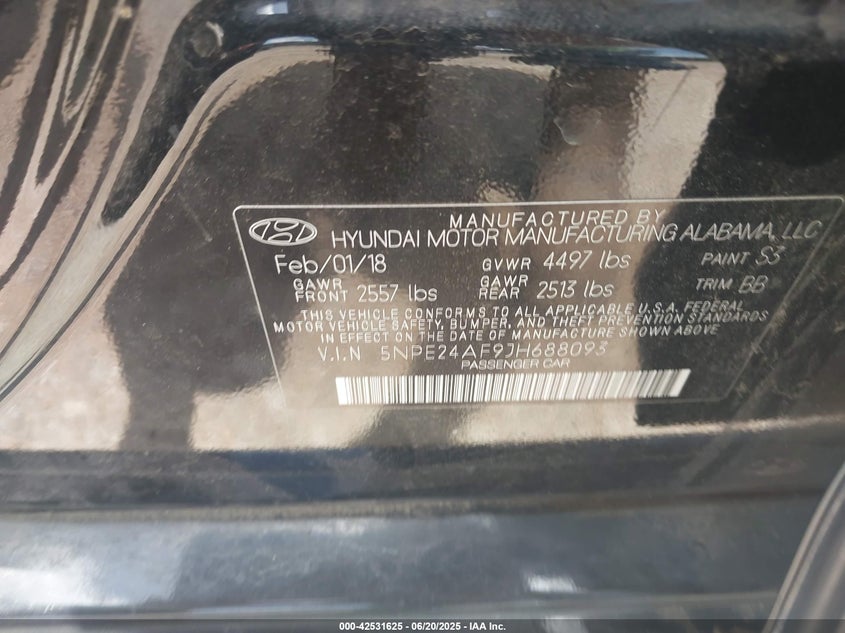 MANUFACTURED BY
HYUNDAI MOTOR MANUFACTURING ALABAMA, LLC
Feb/01/18 GVWR 4497 lbs PAINT S3
GAWR FRONT 2557 lbs GAWR REAR 2513 lbs TRIM BB
THIS VEHICLE CONFORMS TO ALL APPLICABLE U.S.A. FEDERAL
MOTOR VEHICLE SAFETY, BUMPER, AND THEFT PREVENTION STANDARDS
IN EFFECT ON THE DATE OF MANUFACTURE SHOWN ABOVE
V.I.N 5NPE24AF9JH688093
PASSENGER CAR
000-42531625 - 06/20/2025 - IAA Inc.